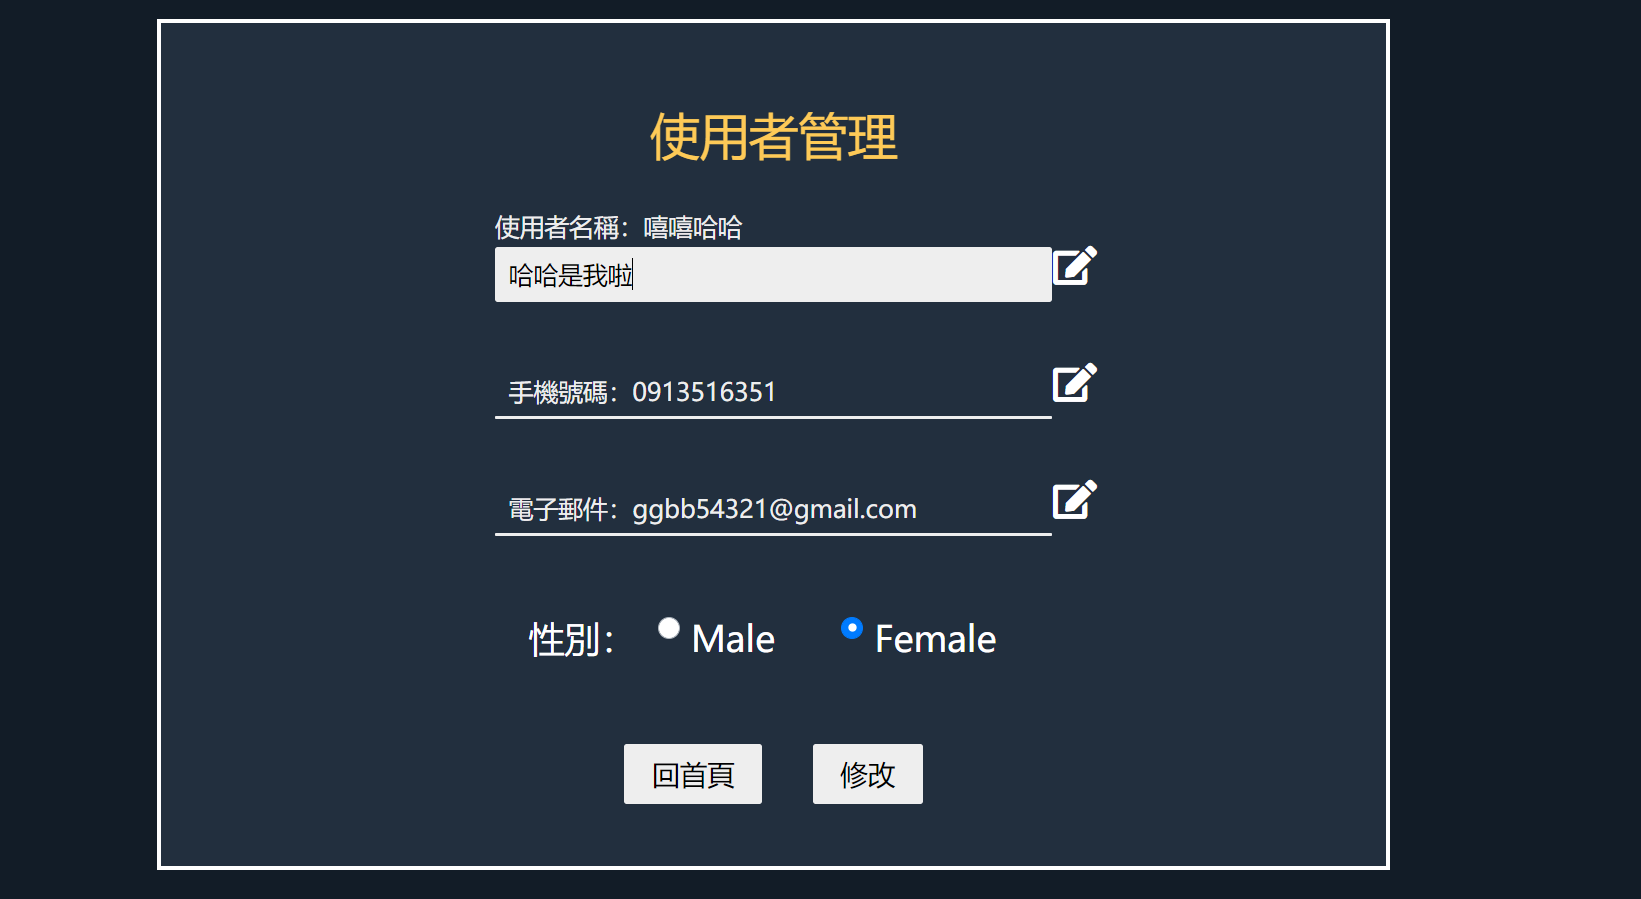 使用者管理
使用者名稱：嘻嘻哈哈
哈哈是我啦
手機號碼：0913516351
電子郵件：ggbb54321@gmail.com
性別： Male Female
回首頁 修改